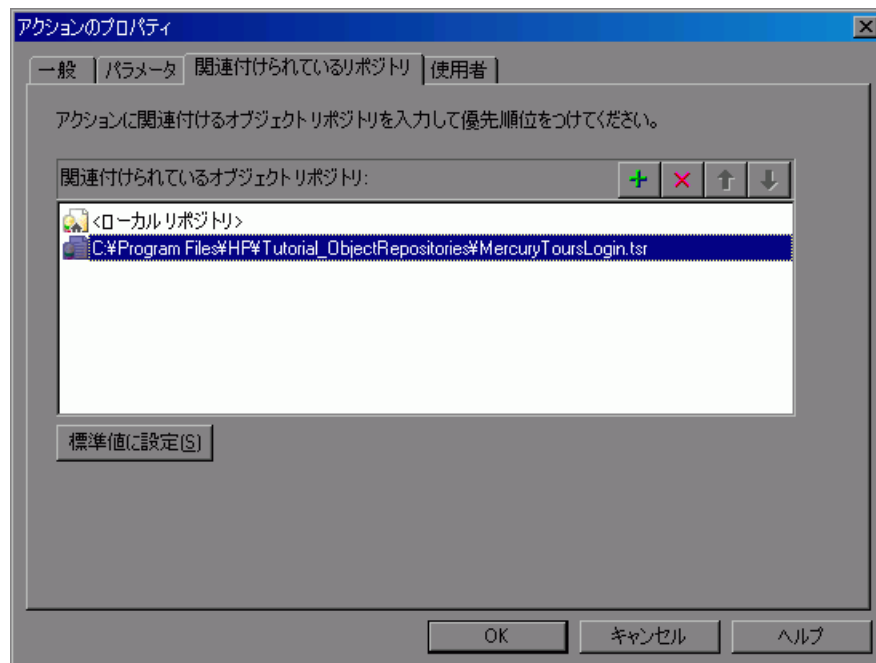 アクションのプロパティ
一般 パラメータ 関連付けられているリポジトリ 使用者
アクションに関連付けるオブジェクト リポジトリを入力して優先順位をつけてください。
関連付けられているオブジェクト リポジトリ:
<ローカル リポジトリ>
C:¥Program Files¥HP¥Tutorial_ObjectRepositories¥MercuryToursLogin.tsr
標準値に設定(S)
OK キャンセル ヘルプ